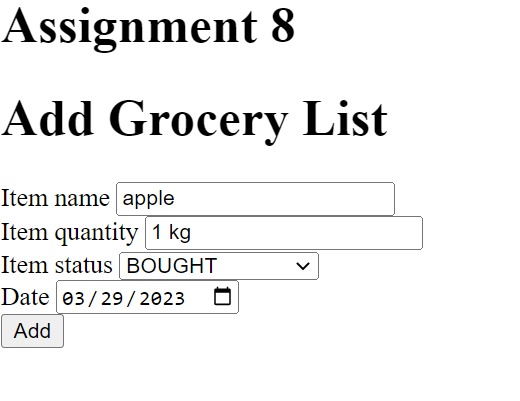 Assignment 8
Add Grocery List
Item name apple
Item quantity 1 kg
Item status BOUGHT
Date 03/29/2023
Add